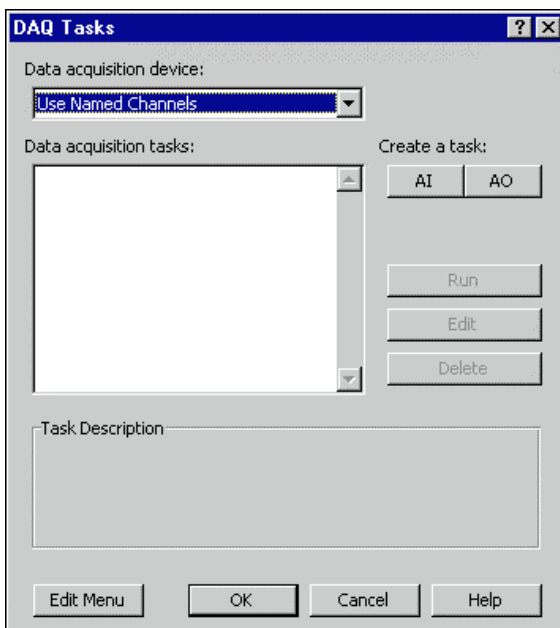 DAQ Tasks
Data acquisition device:
Use Named Channels
Data acquisition tasks:
Create a task:
AI AO
Run
Edit
Delete
Task Description
Edit Menu OK Cancel Help